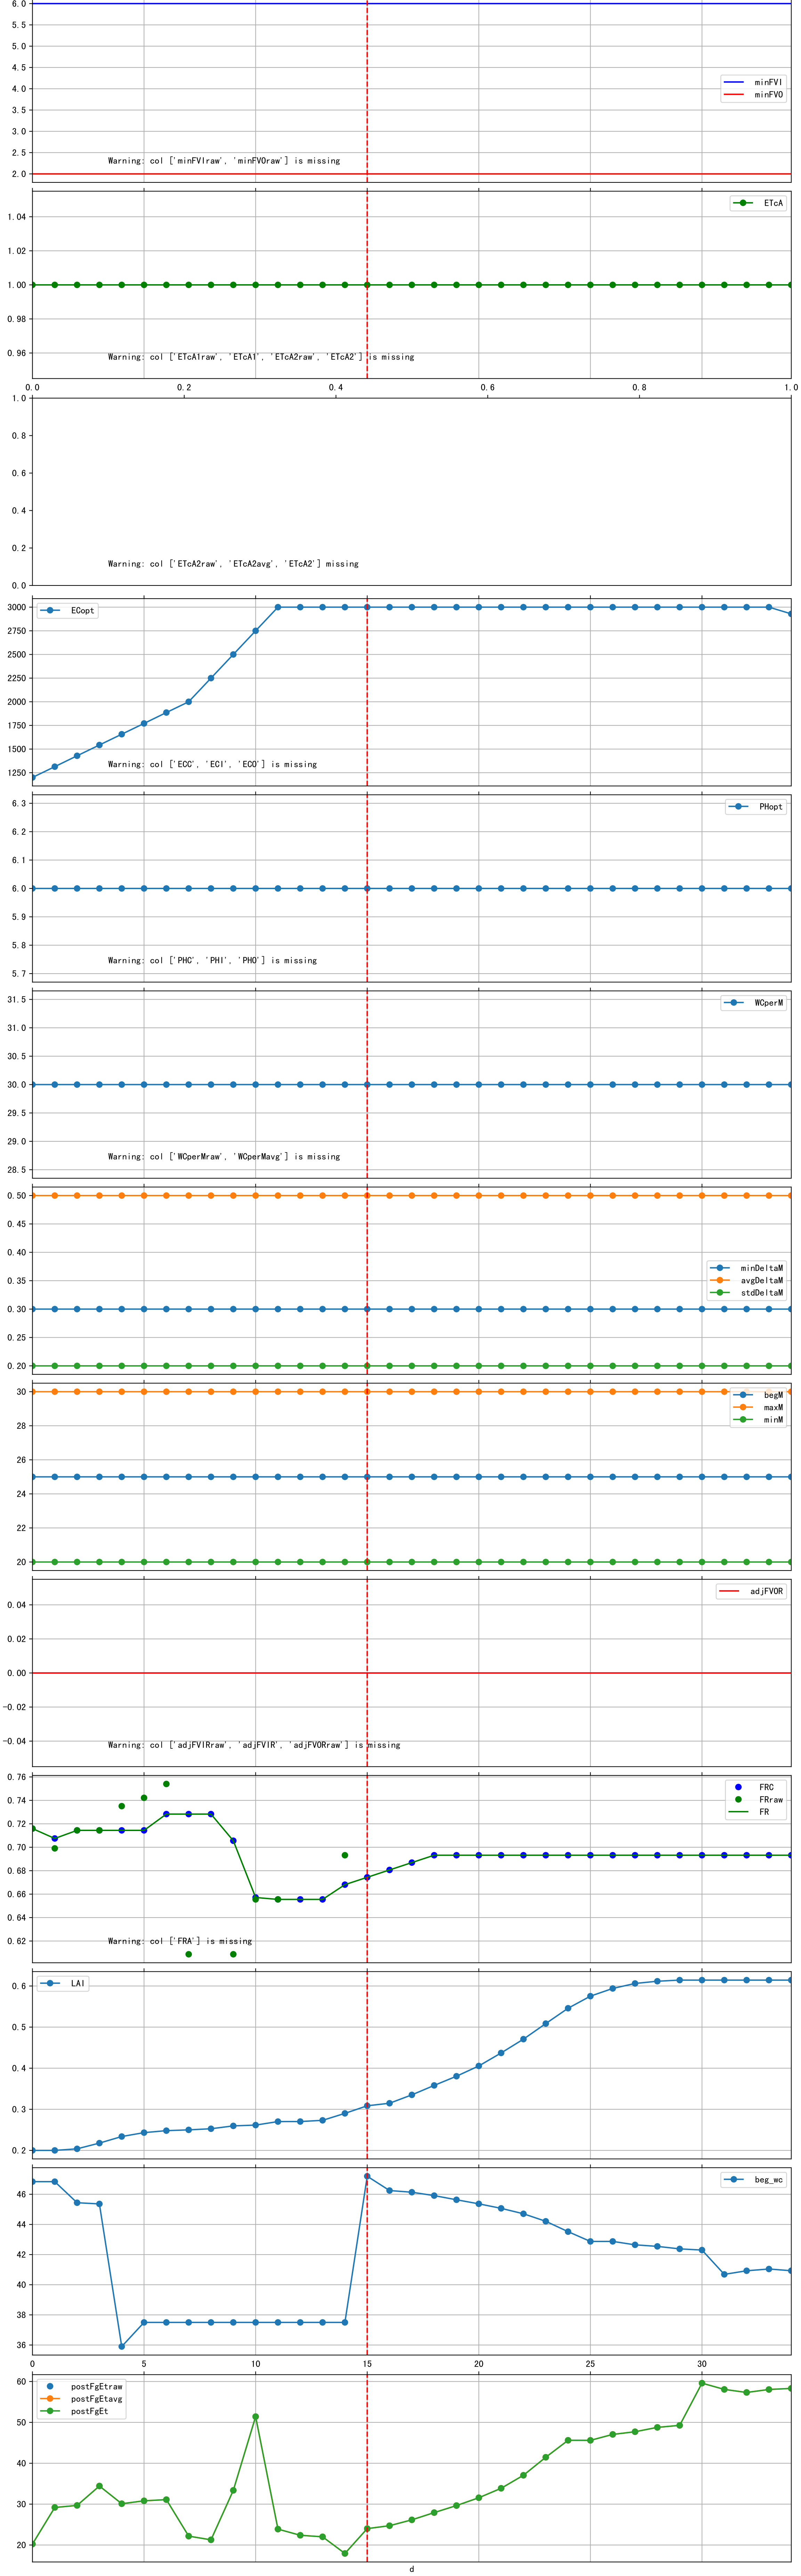 6.0
5.5
5.0
4.5
4.0
3.5
3.0
2.5
2.0
minFVI
minFVO
Warning: col ['minFVIraw', 'minFVOraw'] is missing
1.04
1.02
1.00
0.98
0.96
ETcA
Warning: col ['ETcA1raw', 'ETcA1', 'ETcA2raw', 'ETcA2'] is missing
0.0 0.2 0.4 0.6 0.8 1.0
1.0
0.8
0.6
0.4
0.2
0.0
Warning: col ['ETcA2raw', 'ETcA2avg', 'ETcA2'] missing
3000
2750
2500
2250
2000
1750
1500
1250
ECopt
Warning: col ['ECC', 'ECI', 'ECO'] is missing
6.3
6.2
6.1
6.0
5.9
5.8
5.7
PHopt
Warning: col ['PHC', 'PHI', 'PHO'] is missing
31.5
31.0
30.5
30.0
29.5
29.0
28.5
WCperM
Warning: col ['WCperMraw', 'WCperMavg'] is missing
0.50
0.45
0.40
0.35
0.30
0.25
0.20
minDeltaM
avgDeltaM
stdDeltaM
30
28
26
24
22
20
begM
maxM
minM
0.04
0.02
0.00
-0.02
-0.04
adjFVOR
Warning: col ['adjFVIRraw', 'adjFVIR', 'adjFVORraw'] is missing
0.76
0.74
0.72
0.70
0.68
0.66
0.64
0.62
FRC
FRraw
FR
Warning: col ['FRA'] is missing
0.6
0.5
0.4
0.3
0.2
LAI
46
44
42
40
38
36
beg_wc
0 5 10 15 20 25 30
60
50
40
30
20
postFgEtraw
postFgEtavg
postFgEt
d